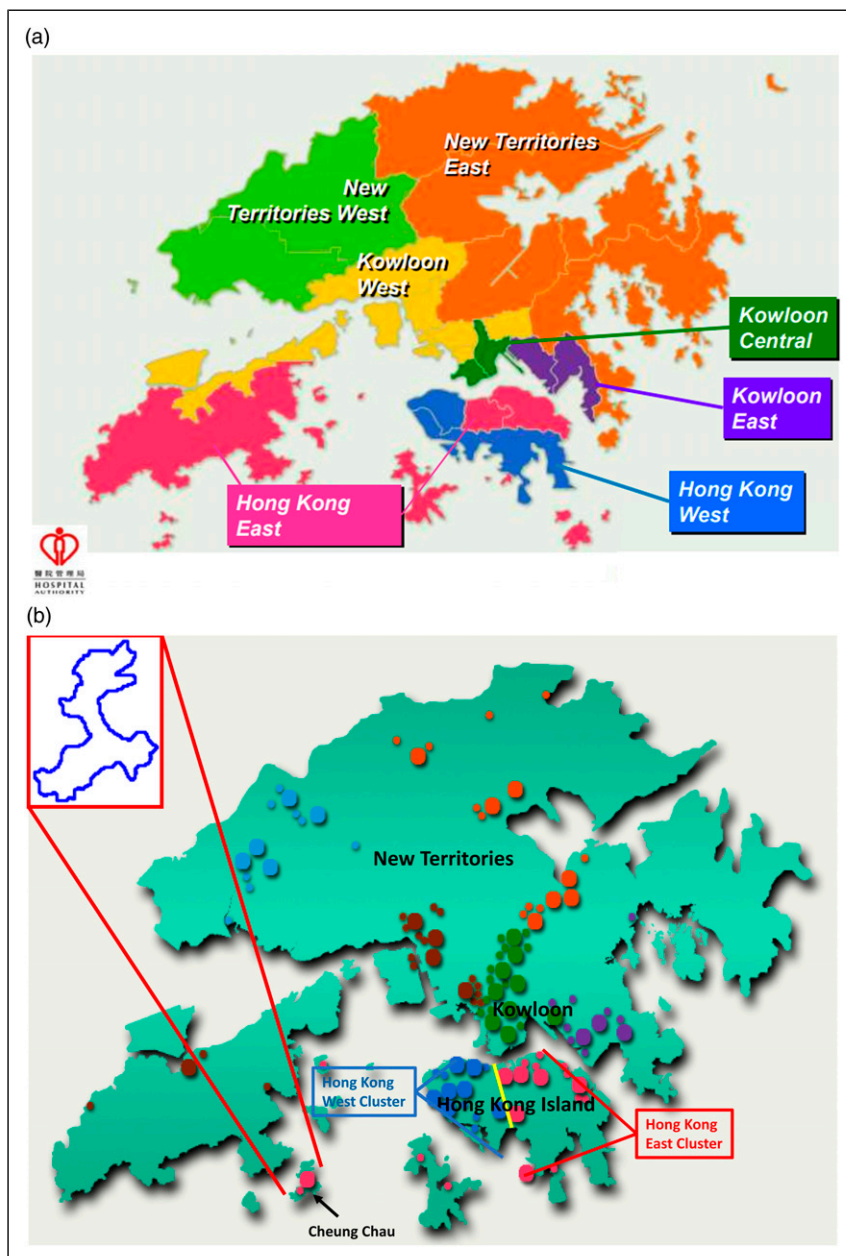 (a)
New Territories
East
New
Territories West
Kowloon
West
Kowloon
Central
Kowloon
East
Hong Kong
East
Hong Kong
West
醫院管理局
HOSPITAL
AUTHORITY
(b)
New Territories
Kowloon
Hong Kong
West Cluster
Hong Kong Island
Hong Kong
East Cluster
Cheung Chau